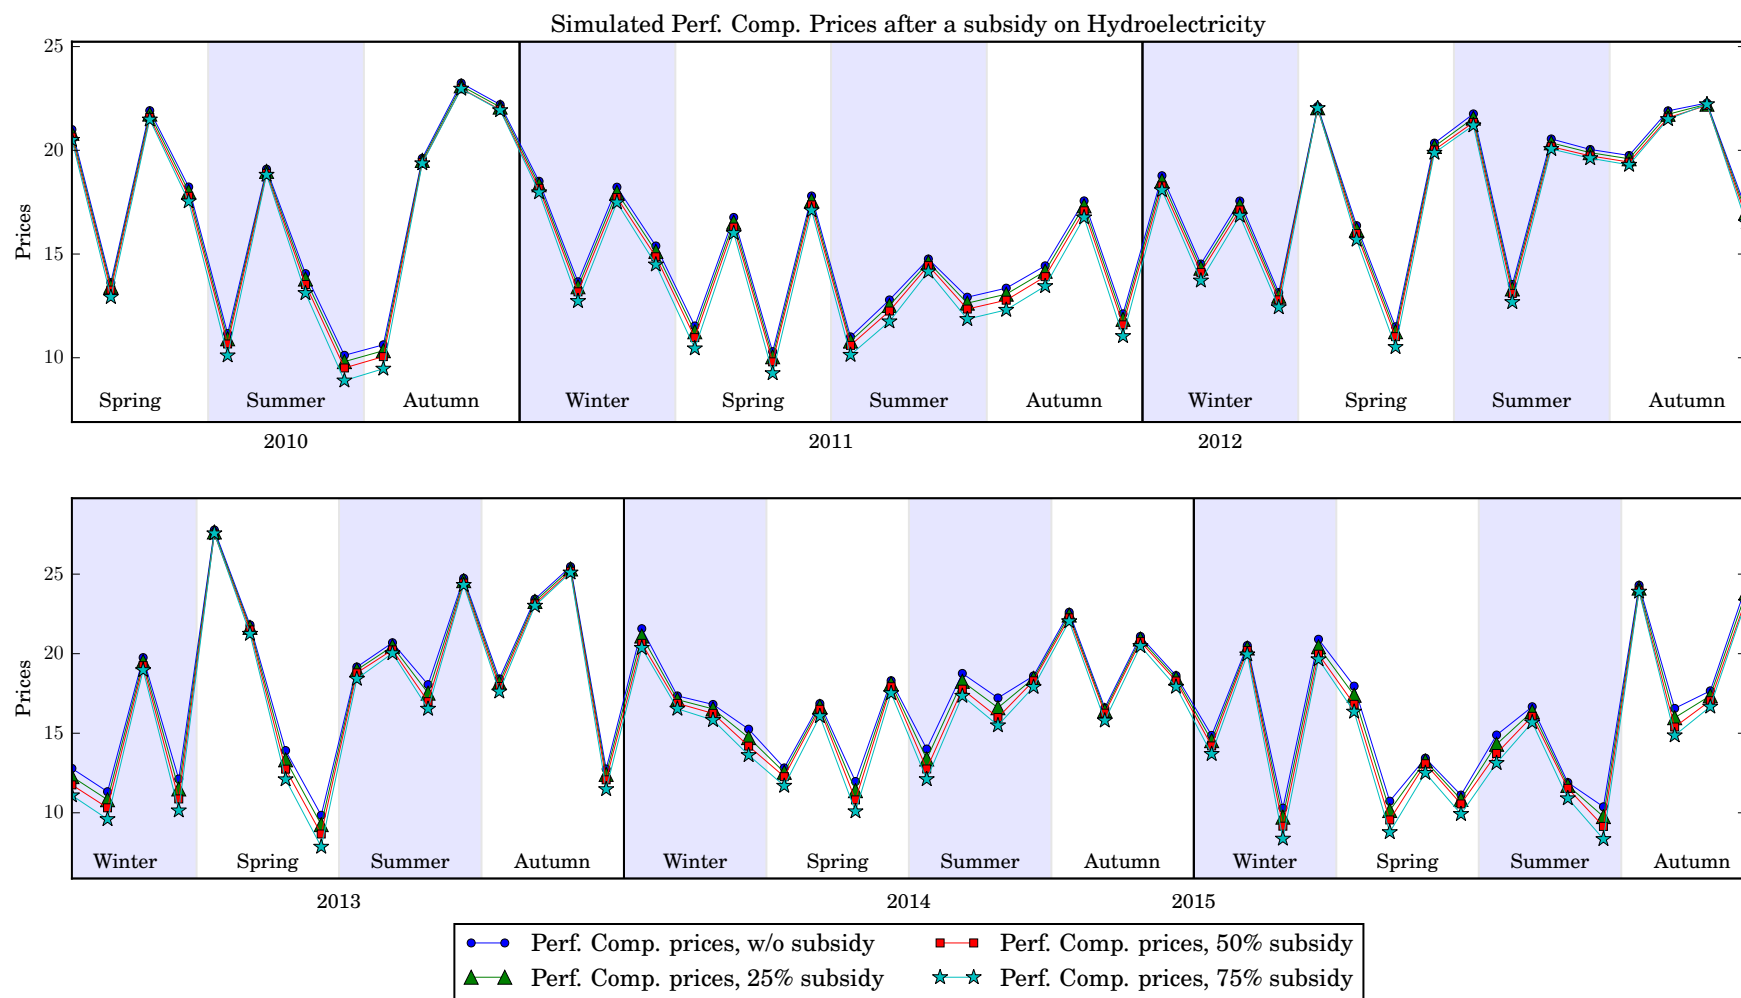 Simulated Perf. Comp. Prices after a subsidy on Hydroelectricity
25
20
15
10
Prices
Spring Summer Autumn Winter Spring Summer Autumn Winter Spring Summer Autumn
2010 2011 2012
25
20
15
10
Prices
Winter Spring Summer Autumn Winter Spring Summer Autumn Winter Spring Summer Autumn
2013 2014 2015
Perf. Comp. prices, w/o subsidy Perf. Comp. prices, 50% subsidy
Perf. Comp. prices, 25% subsidy Perf. Comp. prices, 75% subsidy